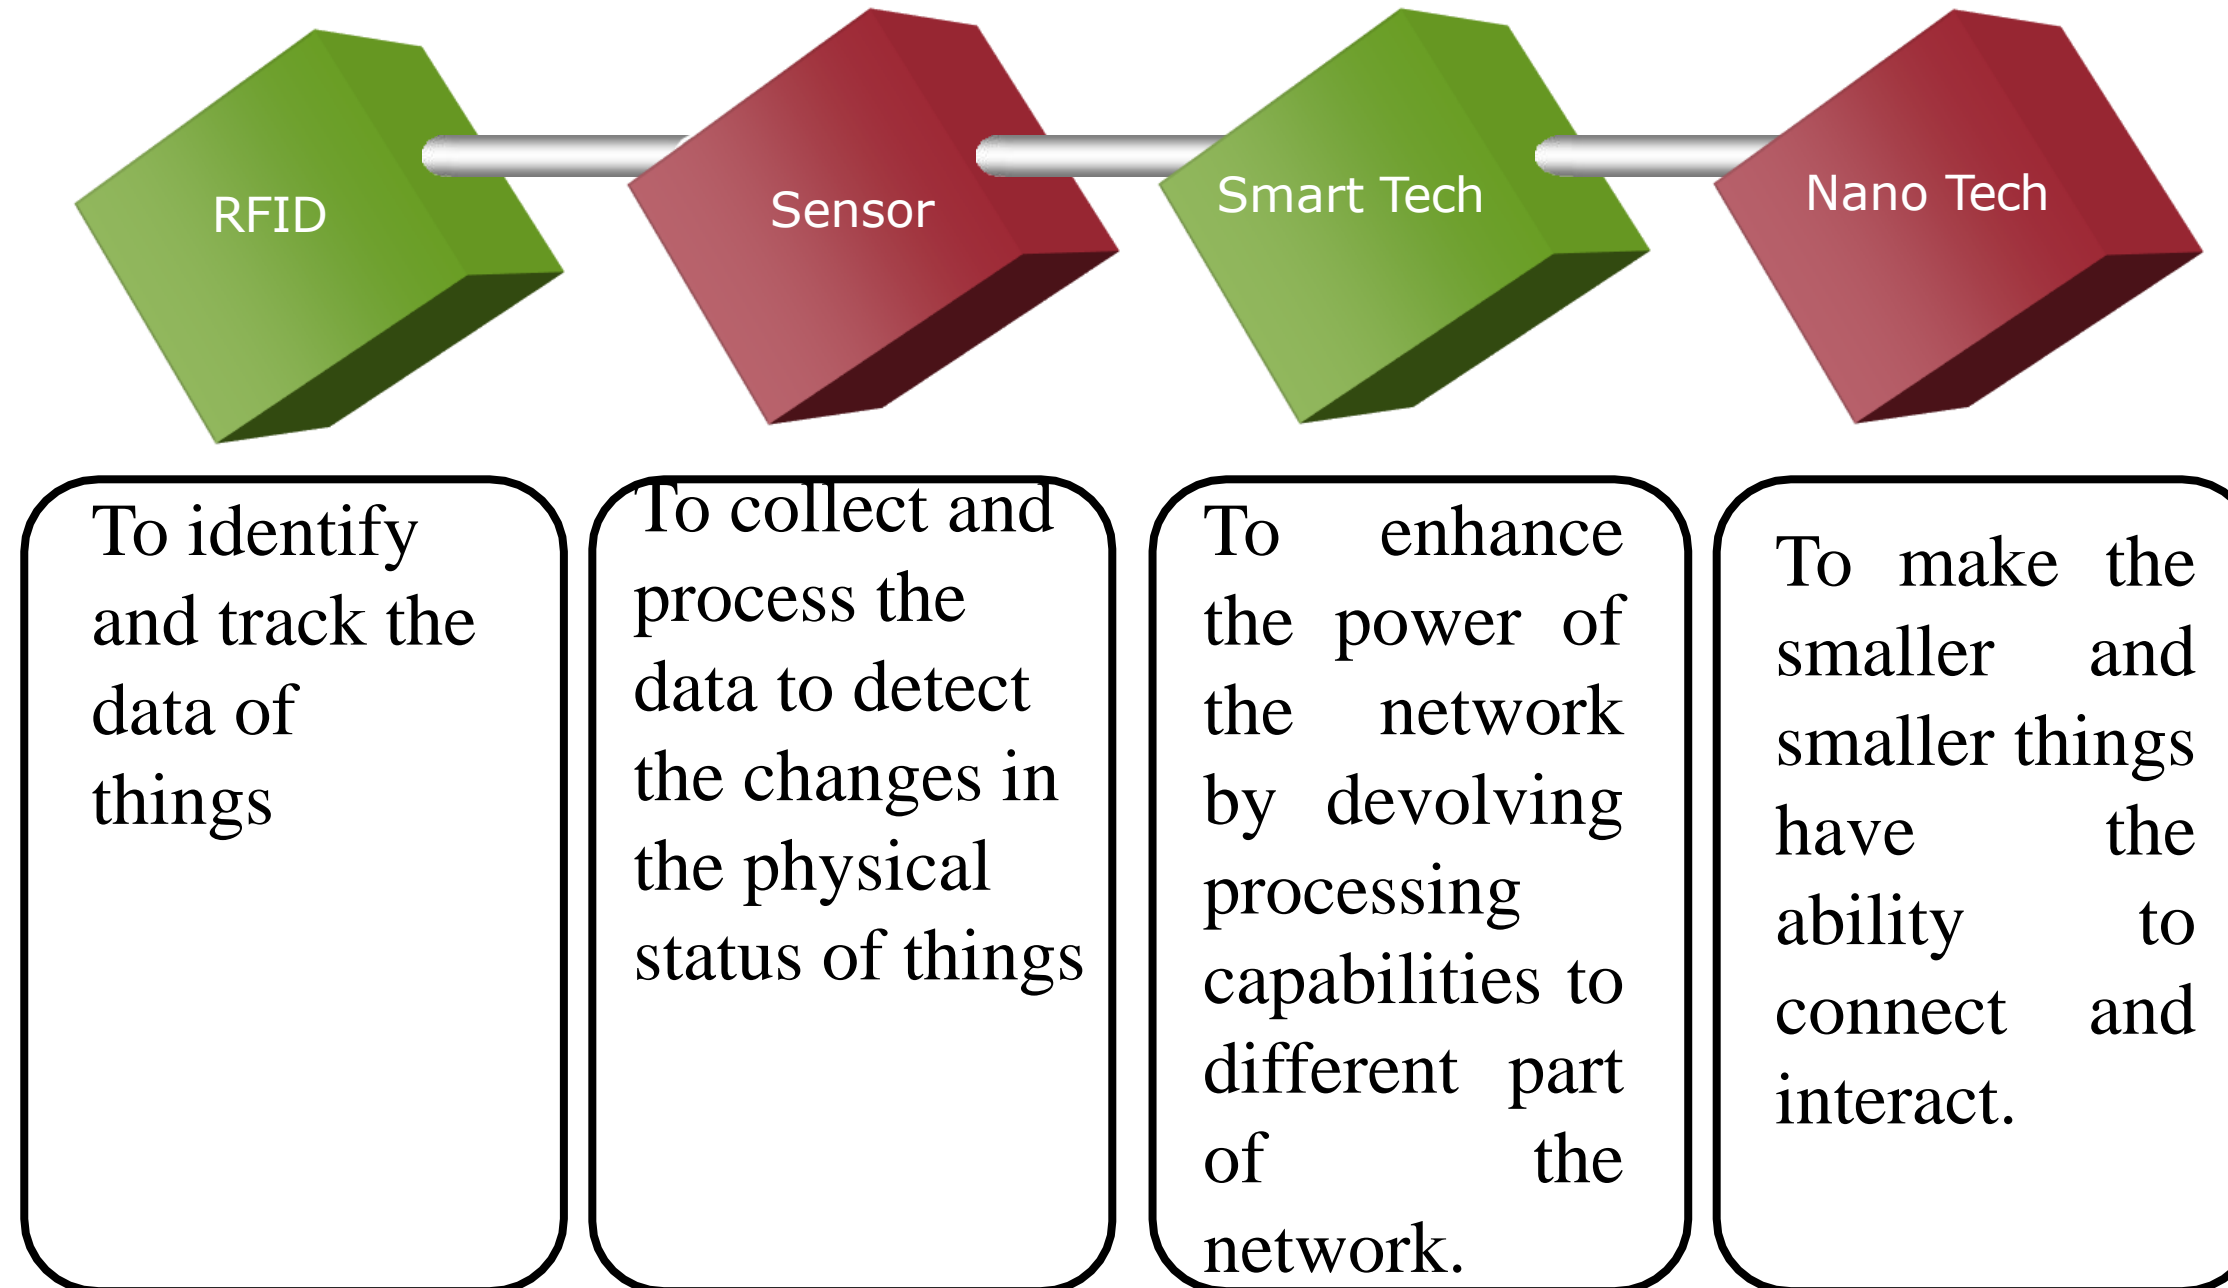 RFID
Sensor
Smart Tech
Nano Tech
To identify
and track the
data of
things
To collect and
process the
data to detect
the changes in
the physical
status of things
To enhance
the power of
the network
by devolving
processing
capabilities to
different part
of the
network.
To make the
smaller and
smaller things
have the
ability to
connect and
interact.